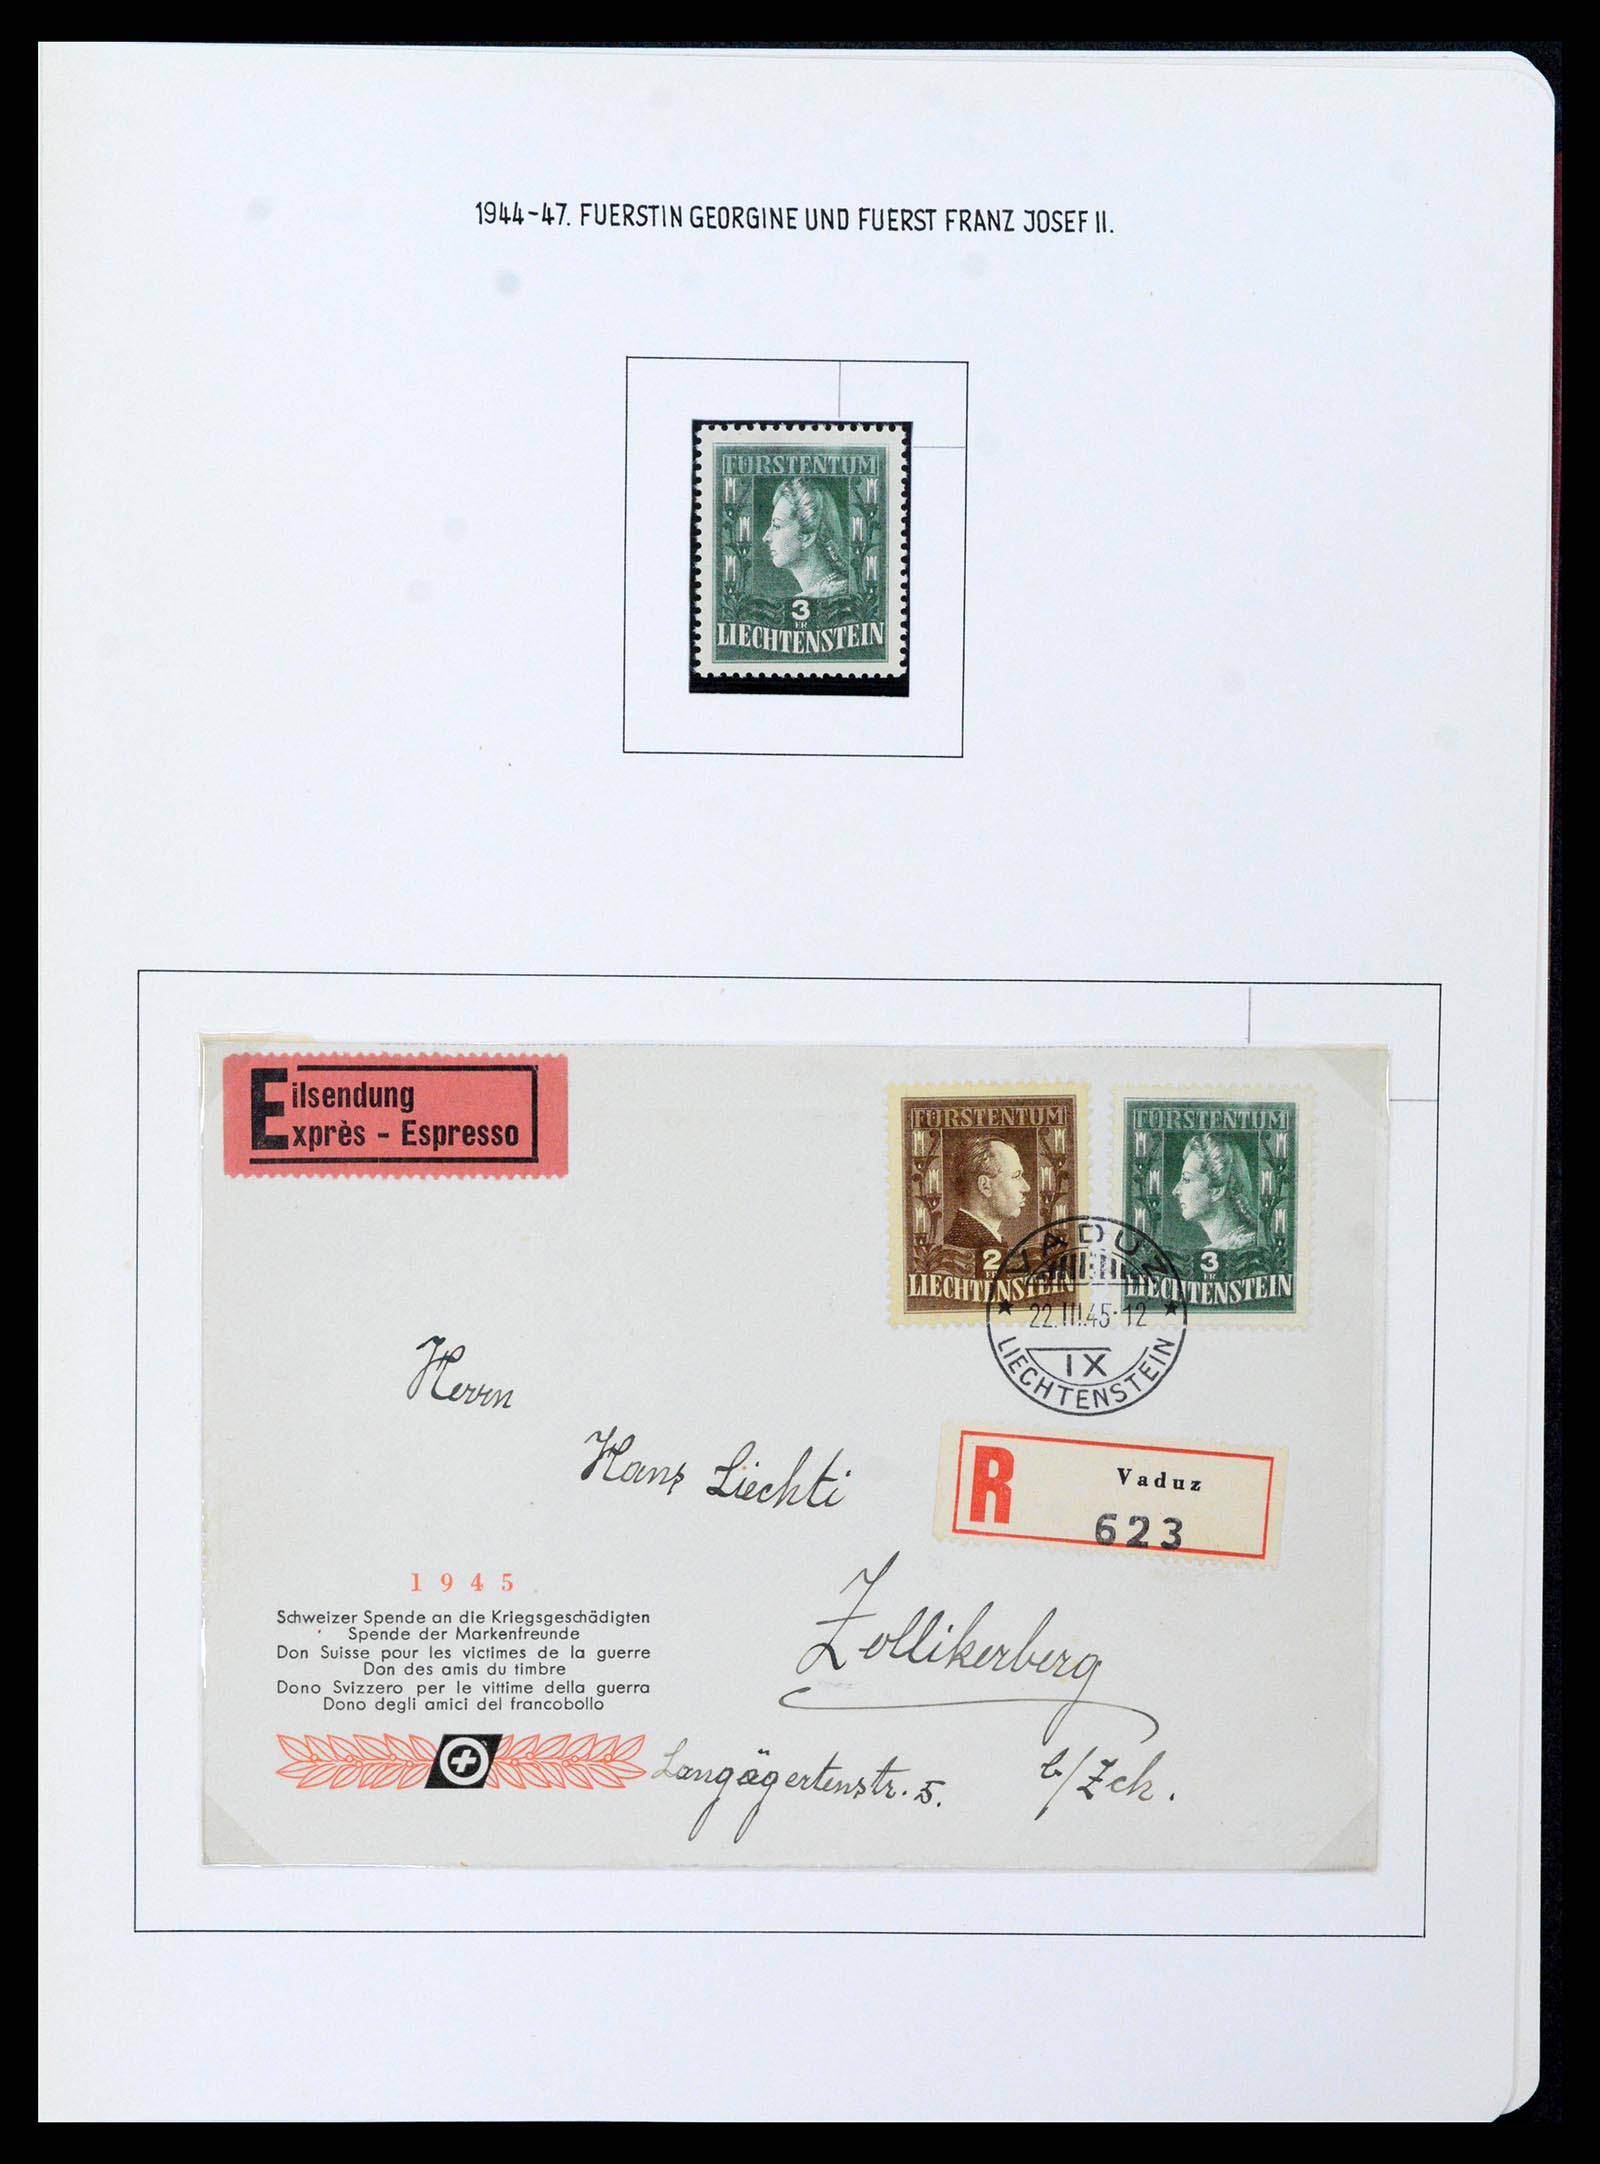 1944-47. FUERSTIN GEORGINE UND FUERST FRANZ JOSEF II.
FÜRSTENTUM
3
FR
LIECHTENSTEIN
Eilsendung
Exprès - Espresso
FÜRSTENTUM
2
FR
LIECHTENSTEIN
FÜRSTENTUM
3
FR
LIECHTENSTEIN
VADUZ
22.III.45-12
IX
LIECHTENSTEIN
Herrn
Hans Liechti
R
Vaduz
623
Zollikerberg
1945
Schweizer Spende an die Kriegsgeschädigten
Spende der Markenfreunde
Don Suisse pour les victimes de la guerre
Don des amis du timbre
Dono Svizzero per le vittime della guerra
Dono degli amici del francobollo
Langägertenstr. 5.
b/Zch.